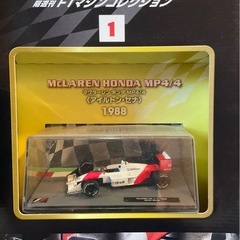 隔週刊F1マシンコレクション
1
McLAREN HONDA MP4/4
マクラーレン ホンダ MP4/4
〈アイルトン・セナ〉
1988